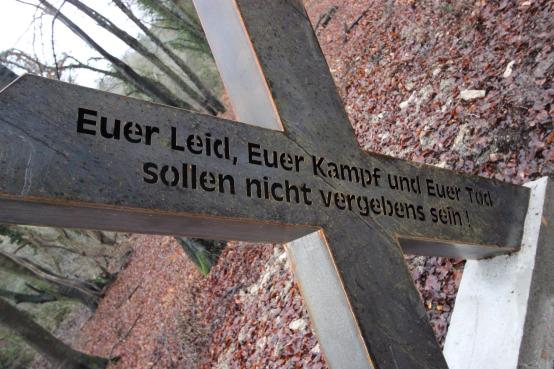 Euer Leid, Euer Kampf und Euer Tod
sollen nicht vergebens sein !